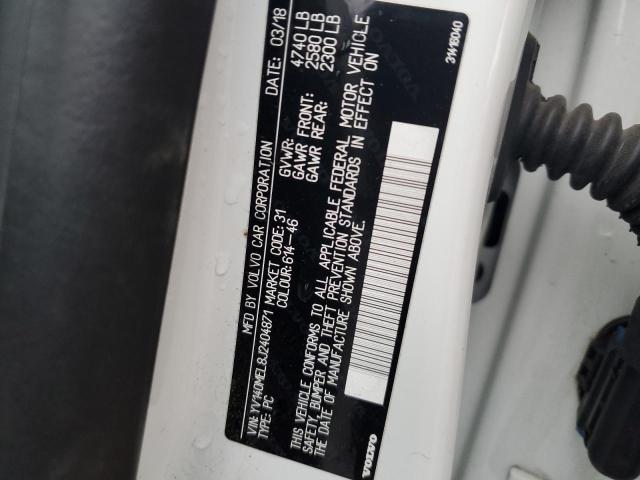 MFD BY VOLVO CAR CORPORATION DATE: 03/18
VIN:YV140MEL8J2404871 MARKET CODE: 31
TYPE: PC COLOUR: 614-46
GVWR: 4740 LB
GAWR FRONT: 2580 LB
GAWR REAR: 2300 LB
THIS VEHICLE CONFORMS TO ALL APPLICABLE FEDERAL MOTOR VEHICLE
SAFETY, BUMPER AND THEFT PREVENTION STANDARDS IN EFFECT ON
THE DATE OF MANUFACTURE SHOWN ABOVE.
VOLVO
31418040